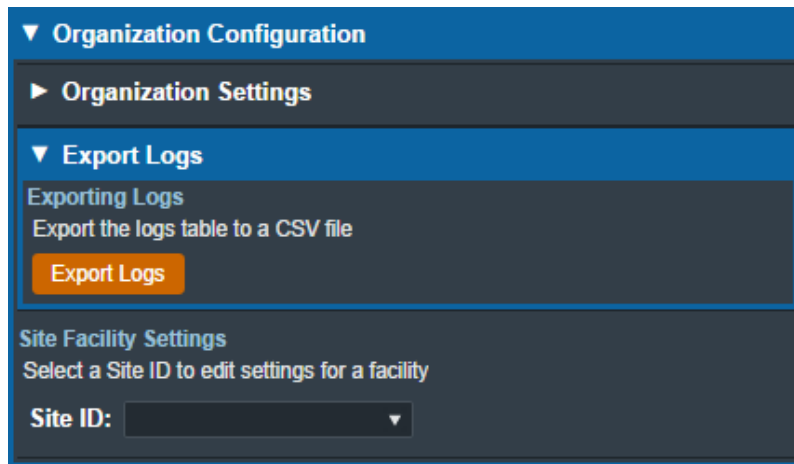 Organization Configuration
Organization Settings
Export Logs
Exporting Logs
Export the logs table to a CSV file
Export Logs
Site Facility Settings
Select a Site ID to edit settings for a facility
Site ID: